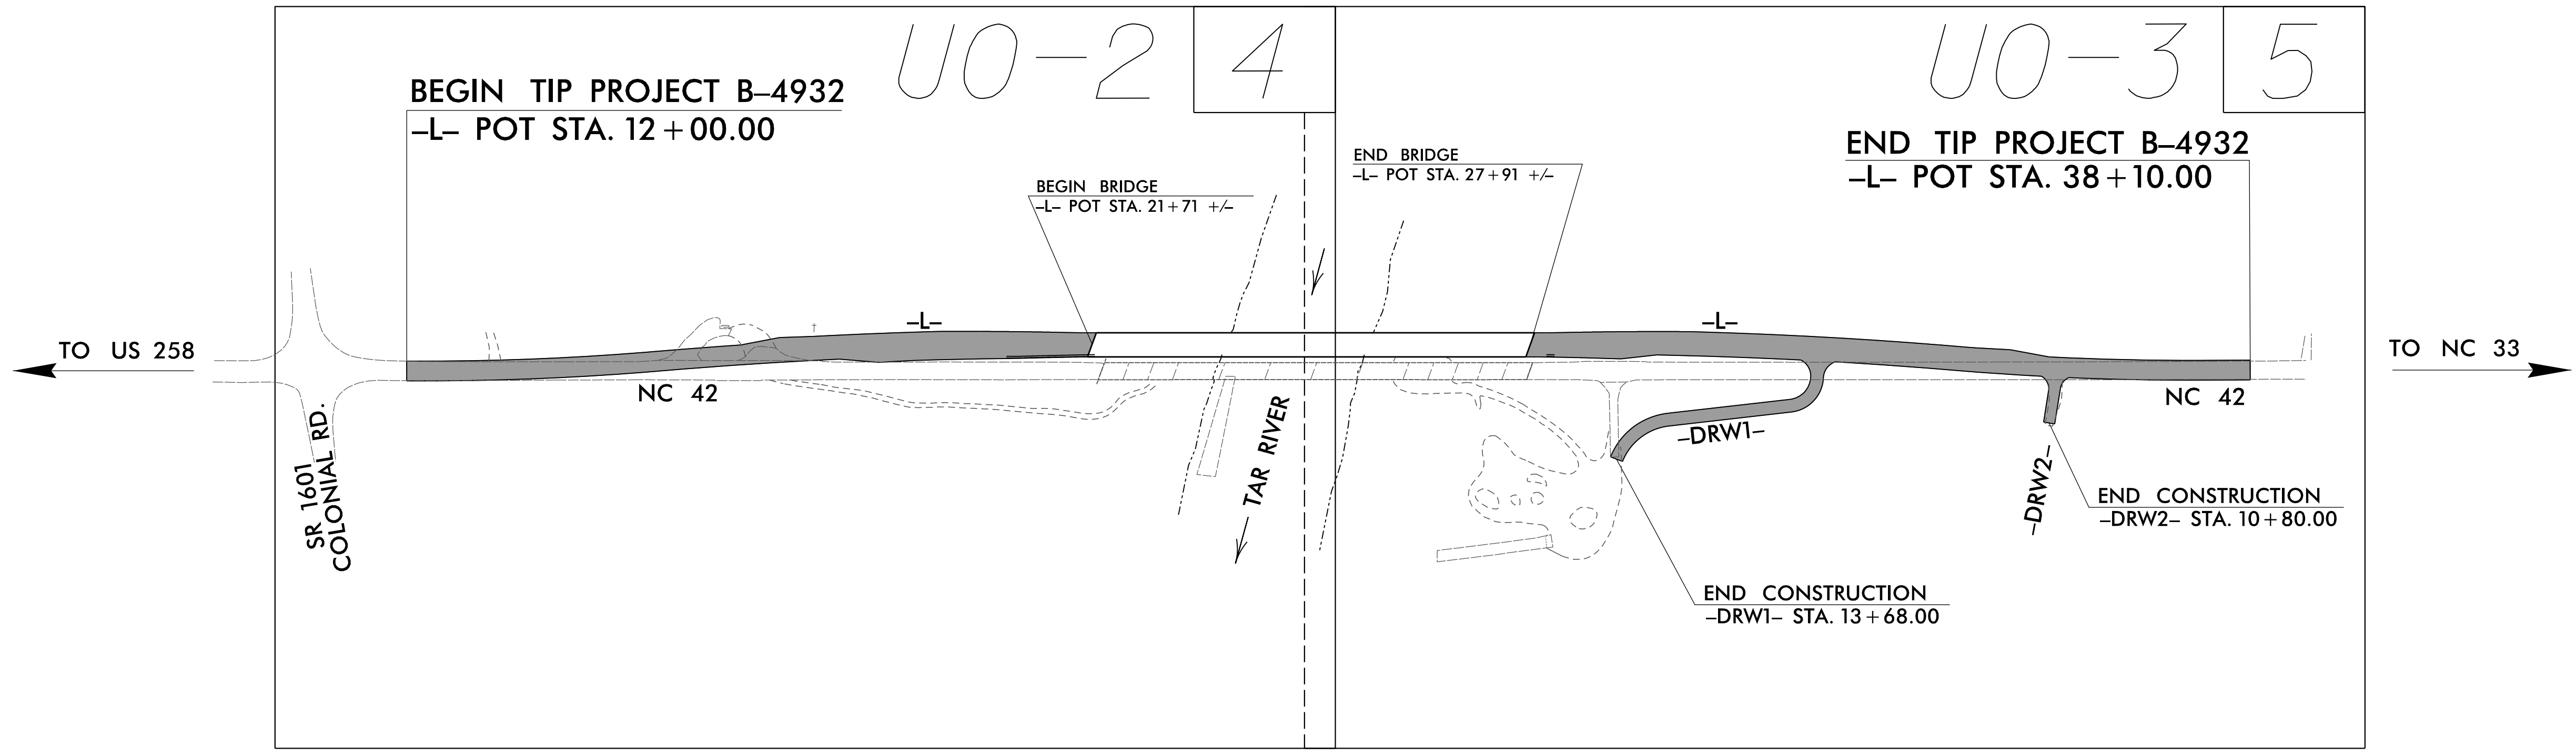 UO-2
4
UO-3
5
BEGIN TIP PROJECT B-4932
-L- POT STA. 12+00.00
END TIP PROJECT B-4932
-L- POT STA. 38+10.00
BEGIN BRIDGE
-L- POT STA. 21+71 +/-
END BRIDGE
-L- POT STA. 27+91 +/-
-L-
-L-
TO US 258
TO NC 33
NC 42
NC 42
SR 1601
COLONIAL RD.
TAR RIVER
-DRW1-
-DRW2-
END CONSTRUCTION
-DRW2- STA. 10+80.00
END CONSTRUCTION
-DRW1- STA. 13+68.00